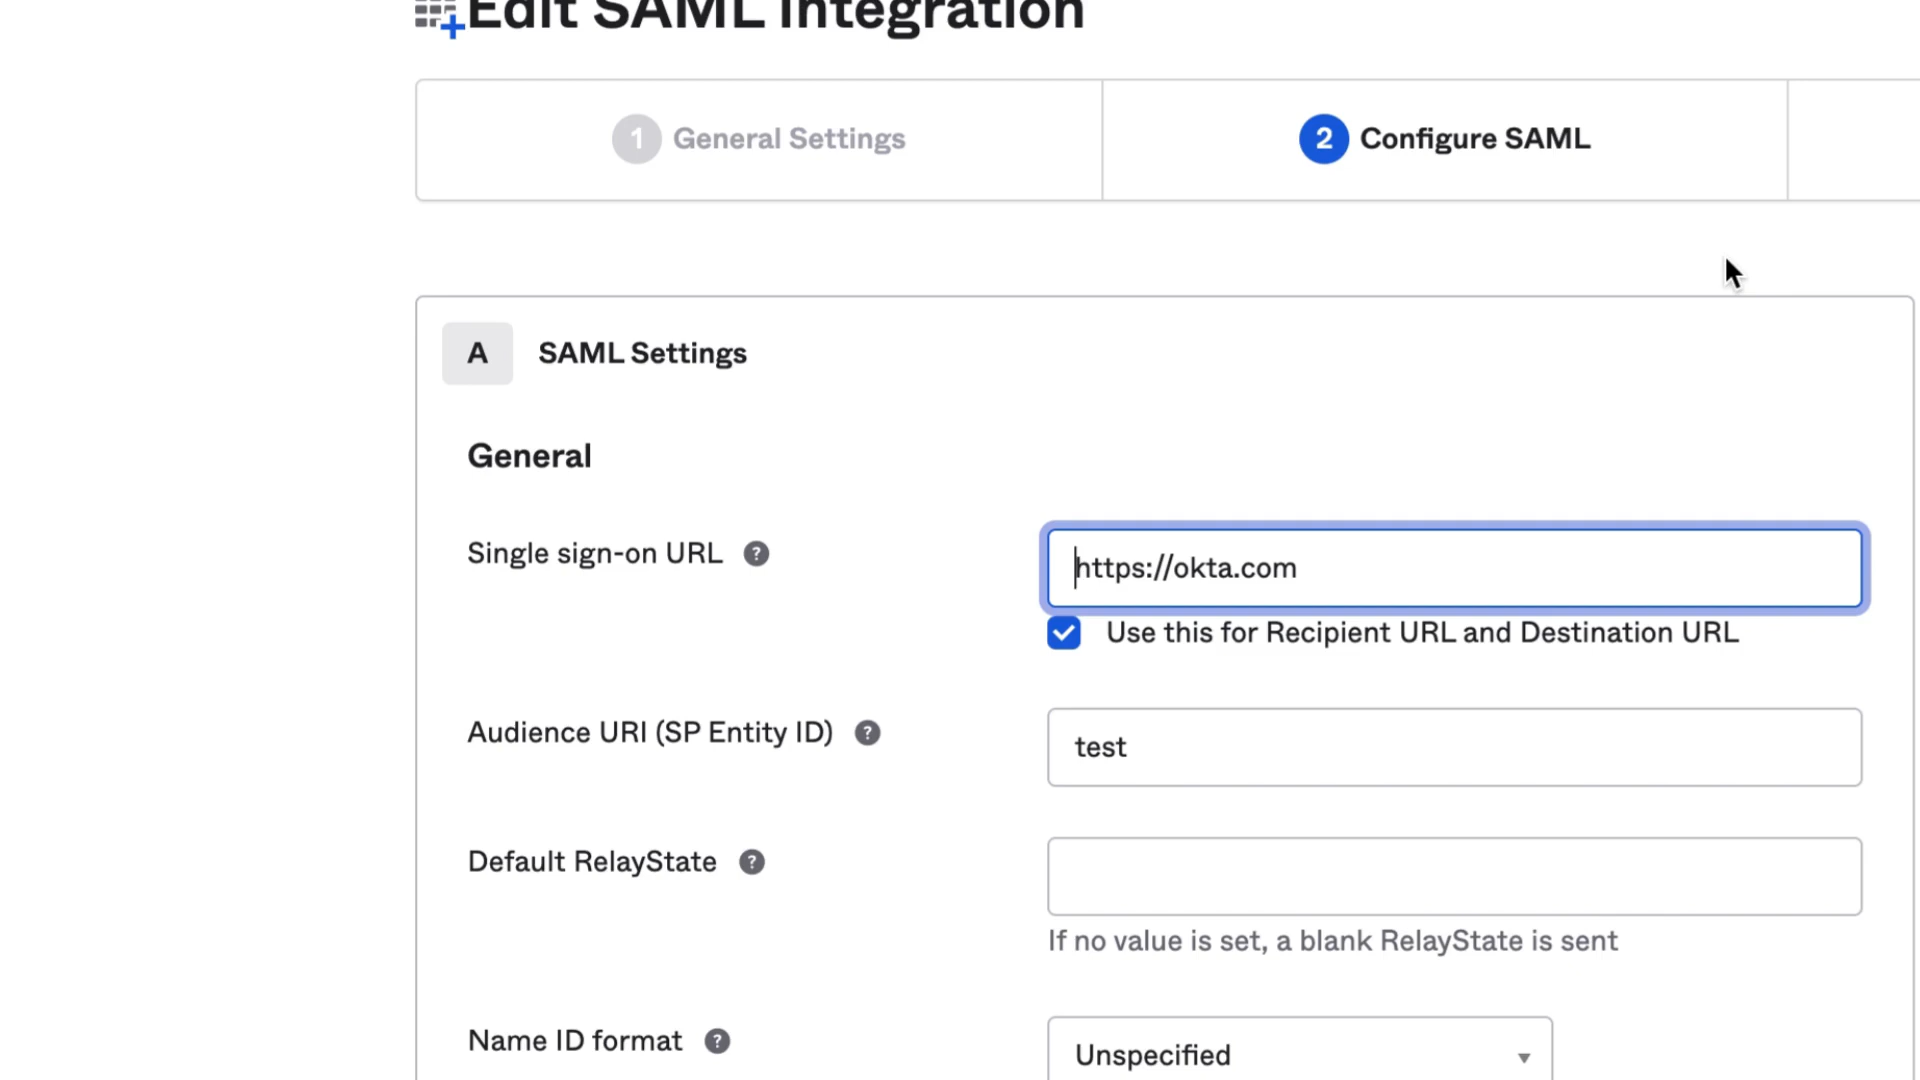 Edit SAML Integration
1 General Settings
2 Configure SAML
A SAML Settings
General
Single sign-on URL ?
https://okta.com
Use this for Recipient URL and Destination URL
Audience URI (SP Entity ID) ?
test
Default RelayState ?
If no value is set, a blank RelayState is sent
Name ID format ?
Unspecified